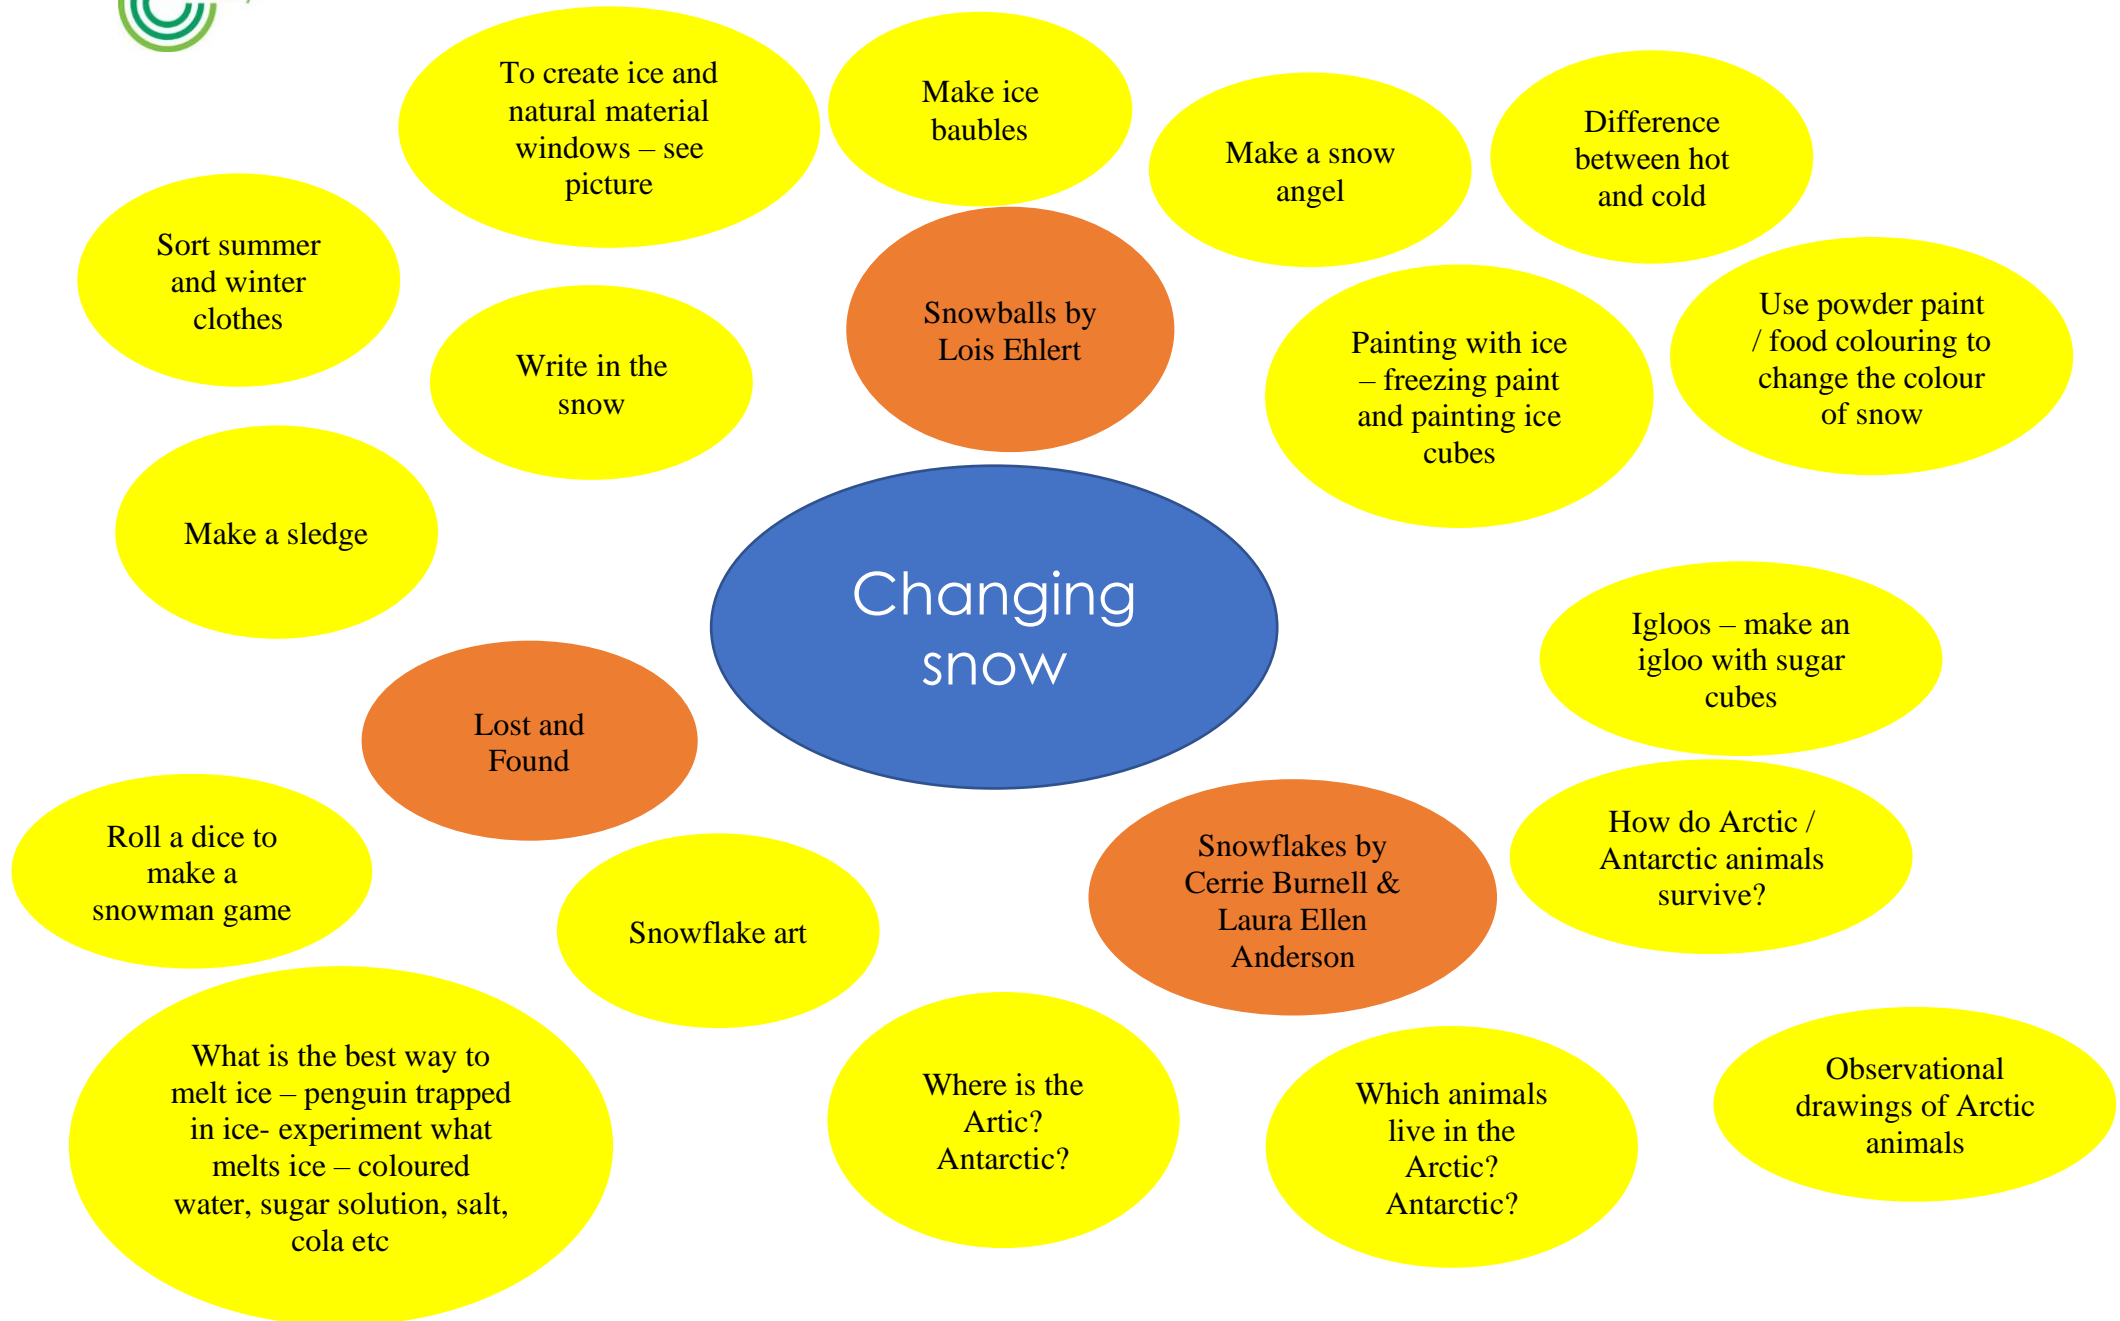 To create ice and
natural material
windows – see
picture
Make ice
baubles
Make a snow
angel
Difference
between hot
and cold
Sort summer
and winter
clothes
Write in the
snow
Snowballs by
Lois Ehlert
Painting with ice
– freezing paint
and painting ice
cubes
Use powder paint
/ food colouring to
change the colour
of snow
Make a sledge
Changing
snow
Igloos – make an
igloo with sugar
cubes
Lost and
Found
Roll a dice to
make a
snowman game
Snowflake art
Snowflakes by
Cerrie Burnell &
Laura Ellen
Anderson
How do Arctic /
Antarctic animals
survive?
What is the best way to
melt ice – penguin trapped
in ice- experiment what
melts ice – coloured
water, sugar solution, salt,
cola etc
Where is the
Artic?
Antarctic?
Which animals
live in the
Arctic?
Antarctic?
Observational
drawings of Arctic
animals